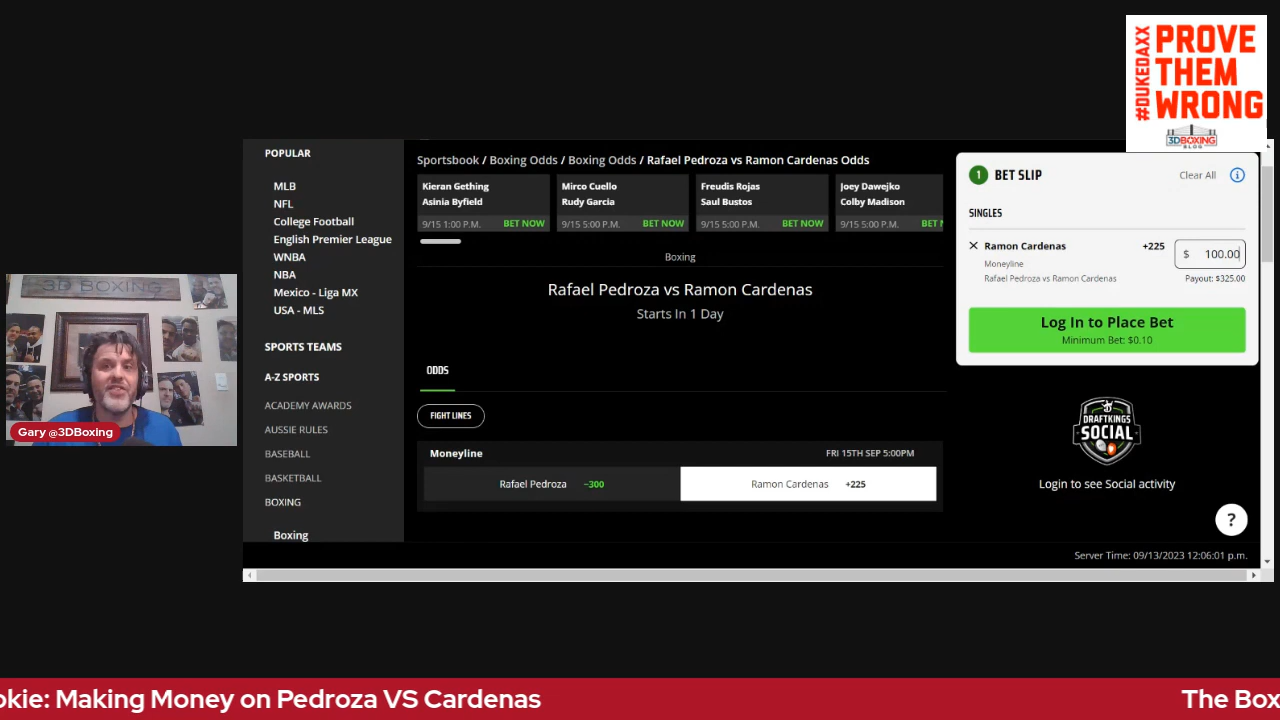 #DUKEDAXX
PROVE
THEM
WRONG
3DBOXING
BLOG
POPULAR
MLB
NFL
College Football
English Premier League
WNBA
NBA
Mexico - Liga MX
USA - MLS
SPORTS TEAMS
A-Z SPORTS
ACADEMY AWARDS
AUSSIE RULES
BASEBALL
BASKETBALL
BOXING
Boxing
Sportsbook / Boxing Odds / Boxing Odds / Rafael Pedroza vs Ramon Cardenas Odds
Kieran Gething
Asinia Byfield
9/15 1:00 P.M. BET NOW
Mirco Cuello
Rudy Garcia
9/15 5:00 P.M. BET NOW
Freudis Rojas
Saul Bustos
9/15 5:00 P.M. BET NOW
Joey Dawejko
Colby Madison
9/15 5:00 P.M. BET N
Boxing
Rafael Pedroza vs Ramon Cardenas
Starts In 1 Day
ODDS
FIGHT LINES
Moneyline FRI 15TH SEP 5:00PM
Rafael Pedroza −300
Ramon Cardenas +225
1 BET SLIP Clear All
SINGLES
Ramon Cardenas +225 $ 100.00
Moneyline
Rafael Pedroza vs Ramon Cardenas Payout: $325.00
Log In to Place Bet
Minimum Bet: $0.10
DRAFTKINGS
SOCIAL
Login to see Social activity
?
Server Time: 09/13/2023 12:06:01 p.m.
3D BOXING
Gary @3DBoxing
okie: Making Money on Pedroza VS Cardenas
The Box